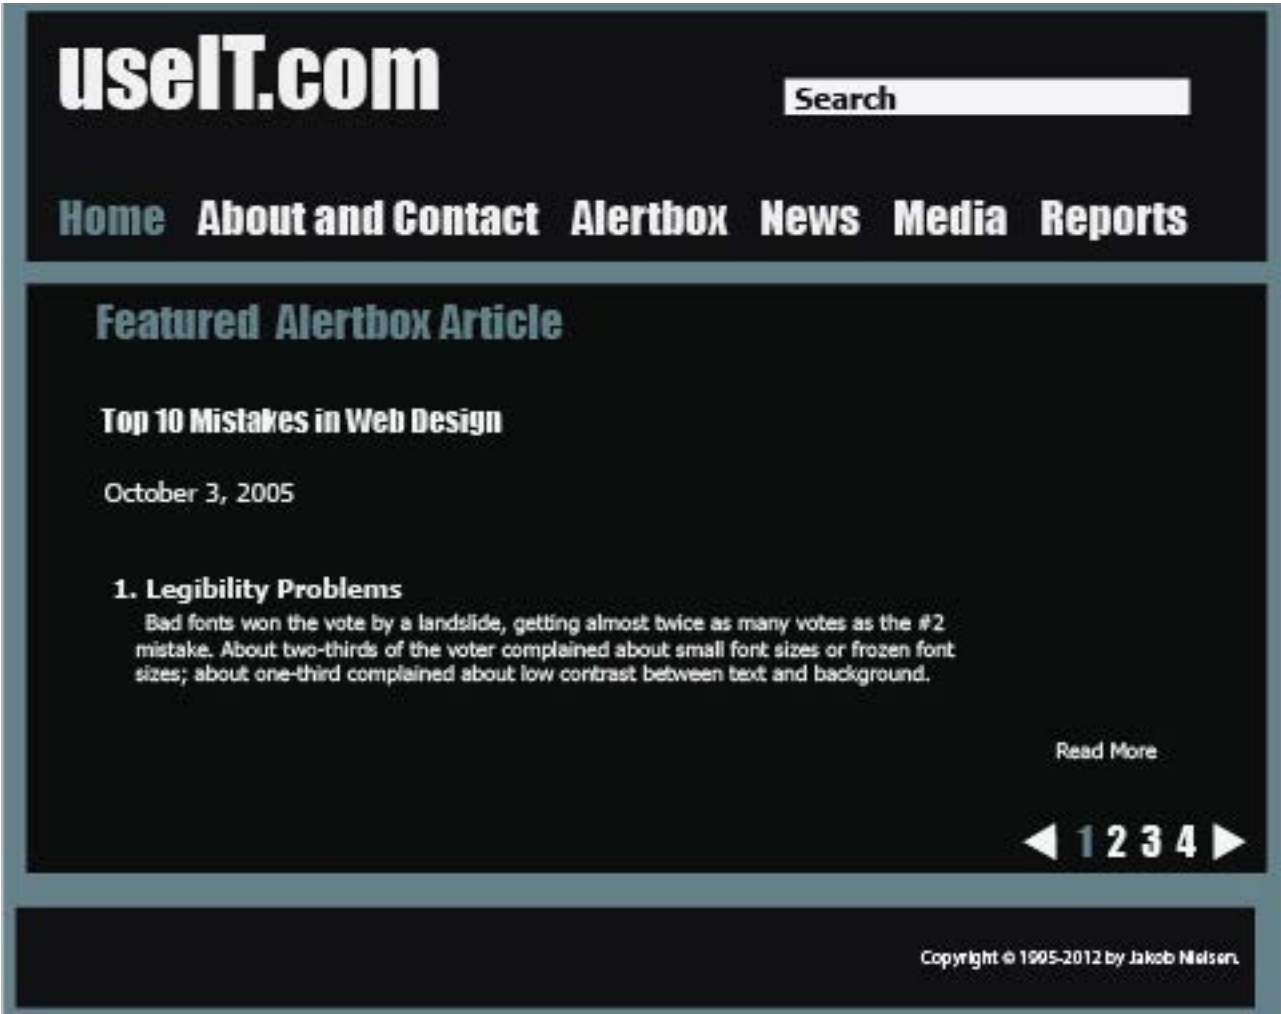 useIT.com
Search
Home About and Contact Alertbox News Media Reports
Featured Alertbox Article
Top 10 Mistakes in Web Design
October 3, 2005
1. Legibility Problems
Bad fonts won the vote by a landslide, getting almost twice as many votes as the #2
mistake. About two-thirds of the voter complained about small font sizes or frozen font
sizes; about one-third complained about low contrast between text and background.
Read More
1 2 3 4
Copyright © 1995-2012 by Jakob Nielsen.